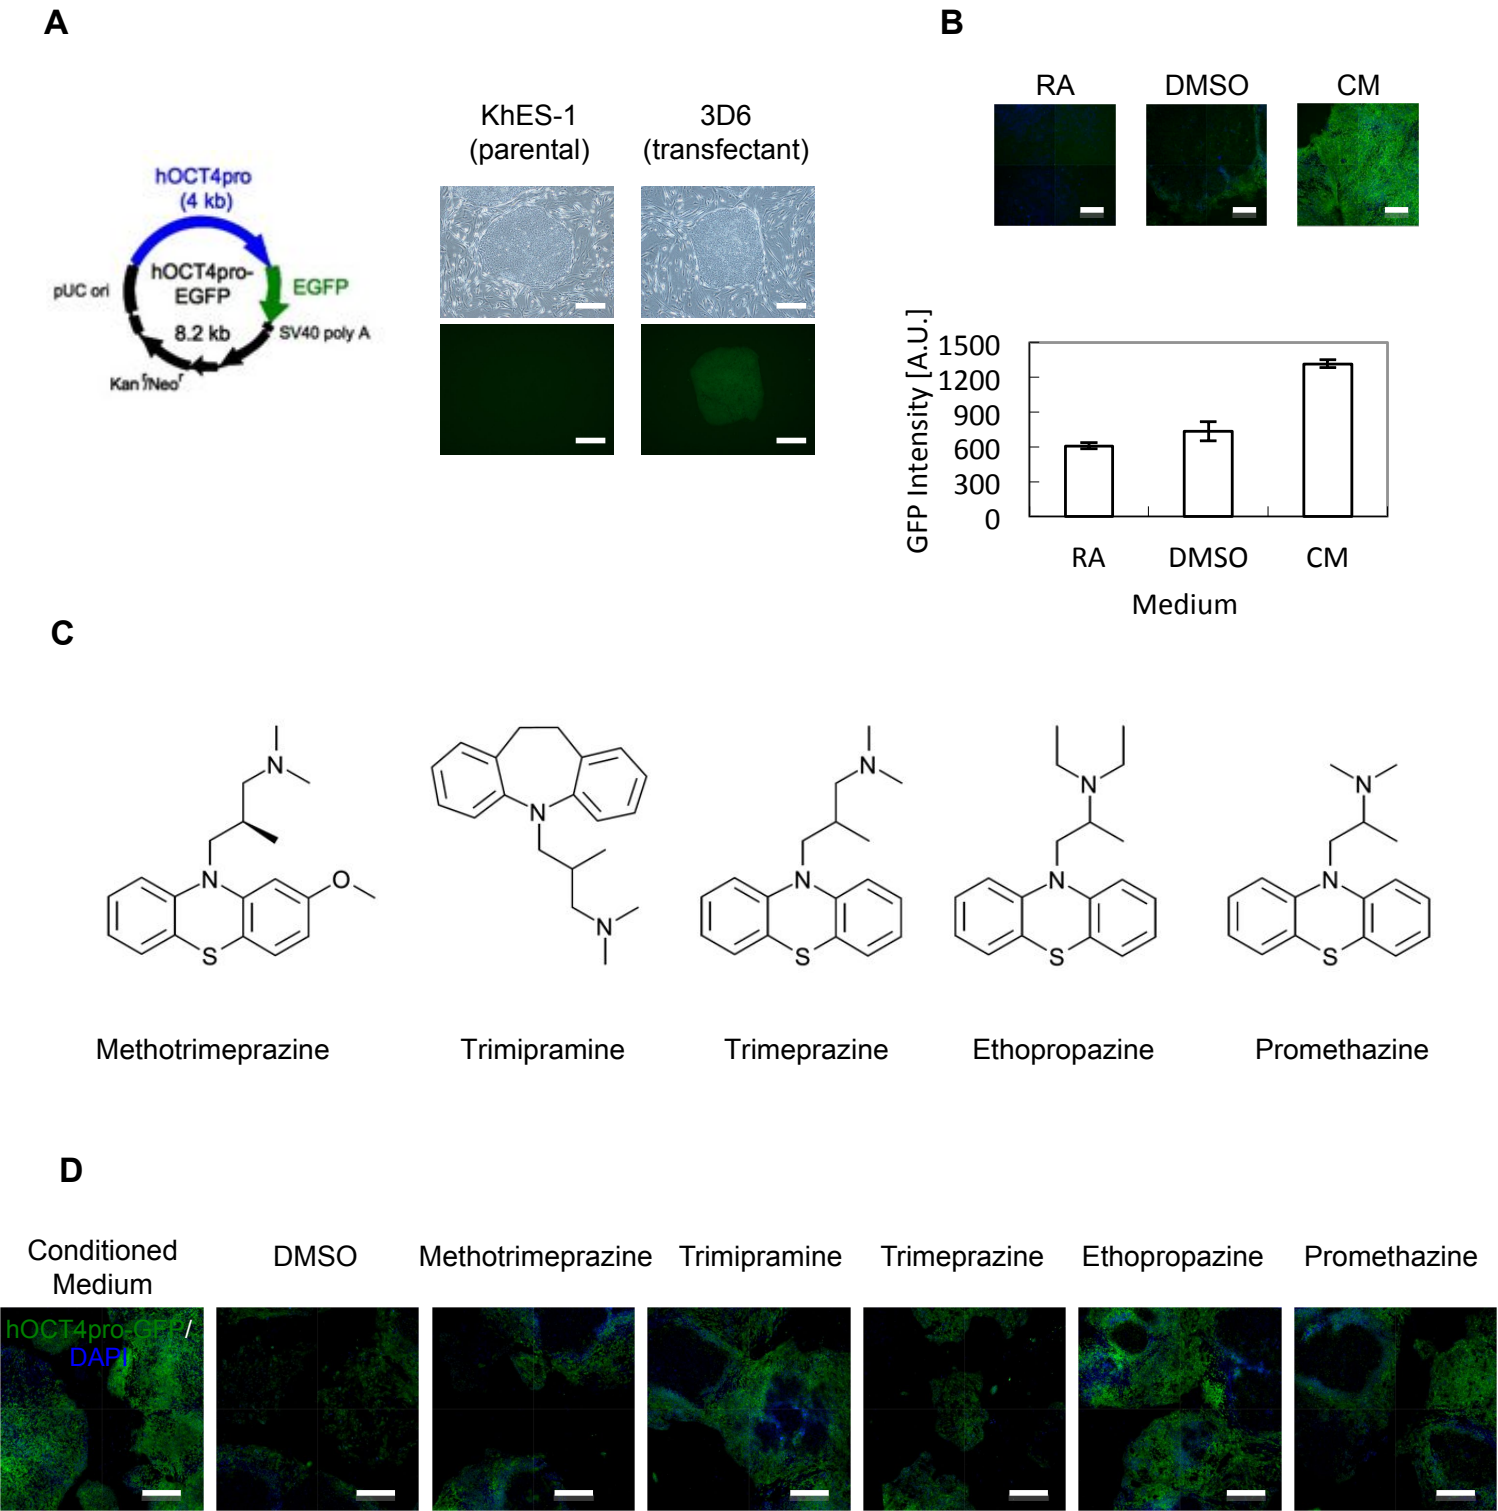 A
hOCT4pro
(4 kb)
pUC ori
hOCT4pro-
EGFP
8.2 kb
EGFP
SV40 poly A
Kanʳ/Neoʳ
KhES-1
(parental)
3D6
(transfectant)
B
RA
DMSO
CM
GFP Intensity [A.U.]
1500
1200
900
600
300
0
RA
DMSO
CM
Medium
C
N
N
O
S
N
N
N
N
S
N
N
S
N
N
S
Methotrimeprazine
Trimipramine
Trimeprazine
Ethopropazine
Promethazine
D
Conditioned
Medium
DMSO
Methotrimeprazine
Trimipramine
Trimeprazine
Ethopropazine
Promethazine
hOCT4pro-GFP/
DAPI